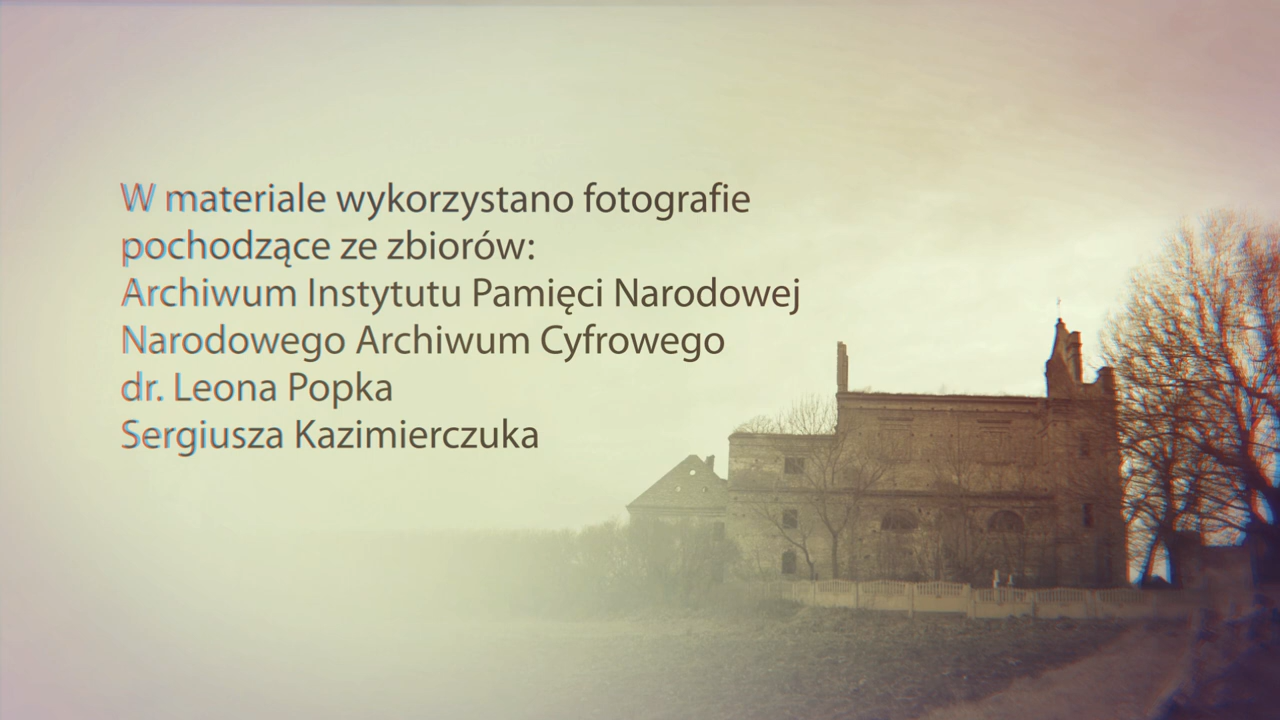 W materiale wykorzystano fotografie
pochodzące ze zbiorów:
Archiwum Instytutu Pamięci Narodowej
Narodowego Archiwum Cyfrowego
dr. Leona Popka
Sergiusza Kazimierczuka